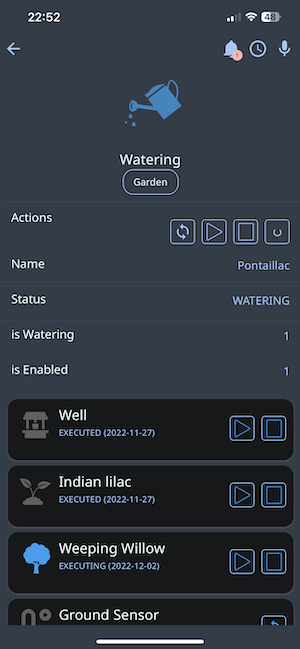 22:52
48
Watering
Garden
Actions
Name Pontaillac
Status WATERING
is Watering 1
is Enabled 1
Well
EXECUTED (2022-11-27)
Indian lilac
EXECUTED (2022-11-27)
Weeping Willow
EXECUTING (2022-12-02)
Ground Sensor